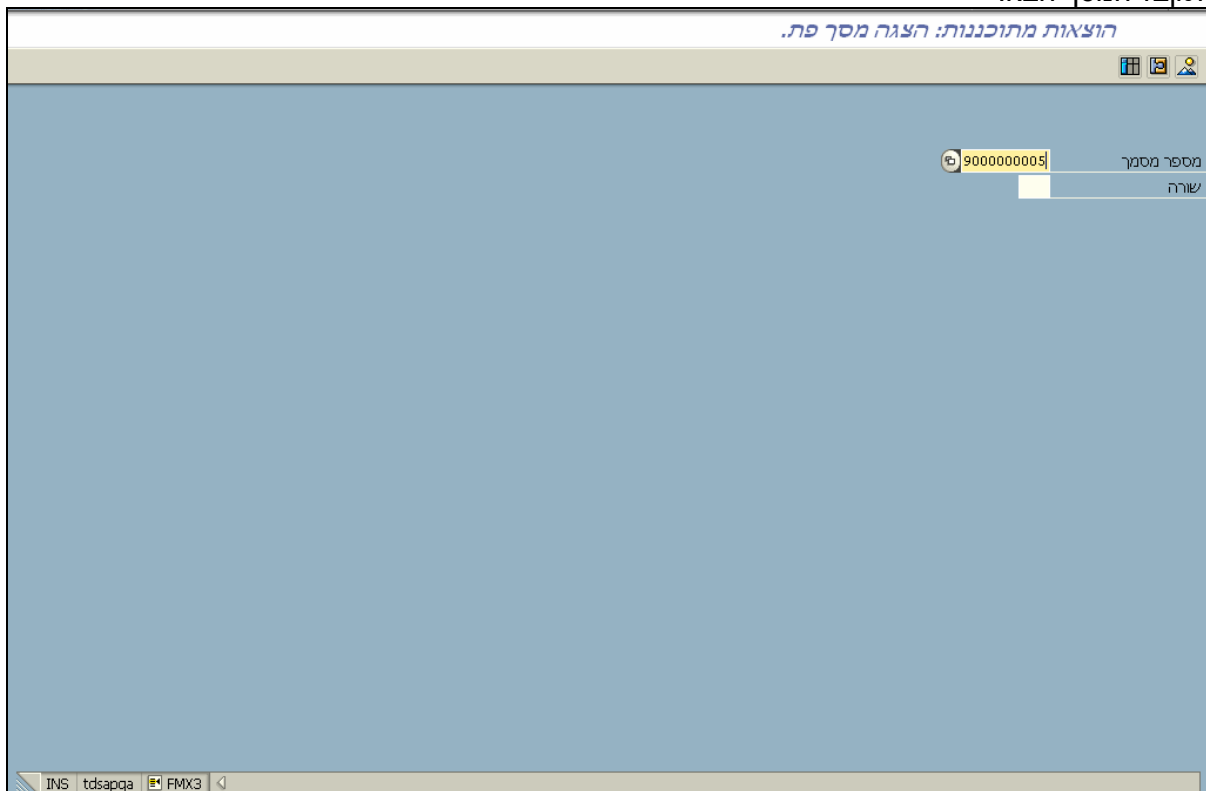 הוצאות מתוכננות: הצגה מסך פת.
מספר מסמך 9000000005
שורה
INS tdsapqa FMX3